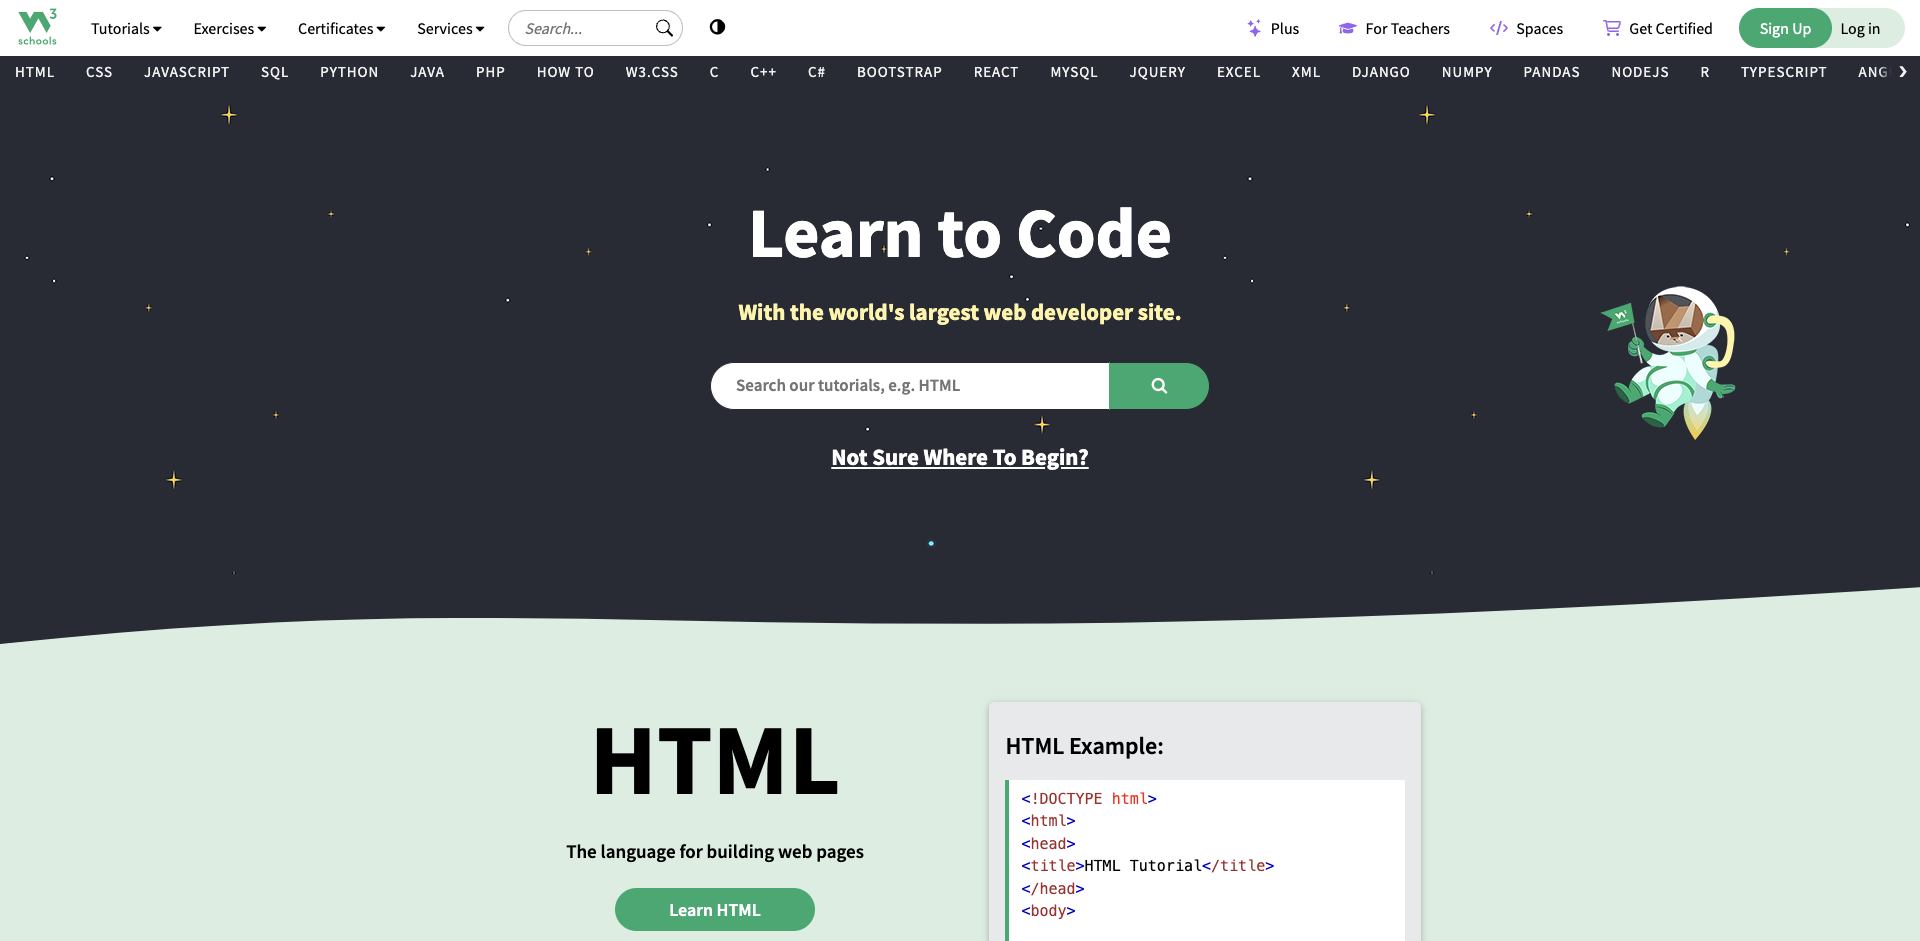 W3 schools Tutorials Exercises Certificates Services Search... Plus For Teachers Spaces Get Certified Sign Up Log in
HTML CSS JAVASCRIPT SQL PYTHON JAVA PHP HOW TO W3.CSS C C++ C# BOOTSTRAP REACT MYSQL JQUERY EXCEL XML DJANGO NUMPY PANDAS NODEJS R TYPESCRIPT ANG
Learn to Code
With the world's largest web developer site.
Search our tutorials, e.g. HTML
Not Sure Where To Begin?
HTML
The language for building web pages
Learn HTML
HTML Example:
<!DOCTYPE html>
<html>
<head>
<title>HTML Tutorial</title>
</head>
<body>